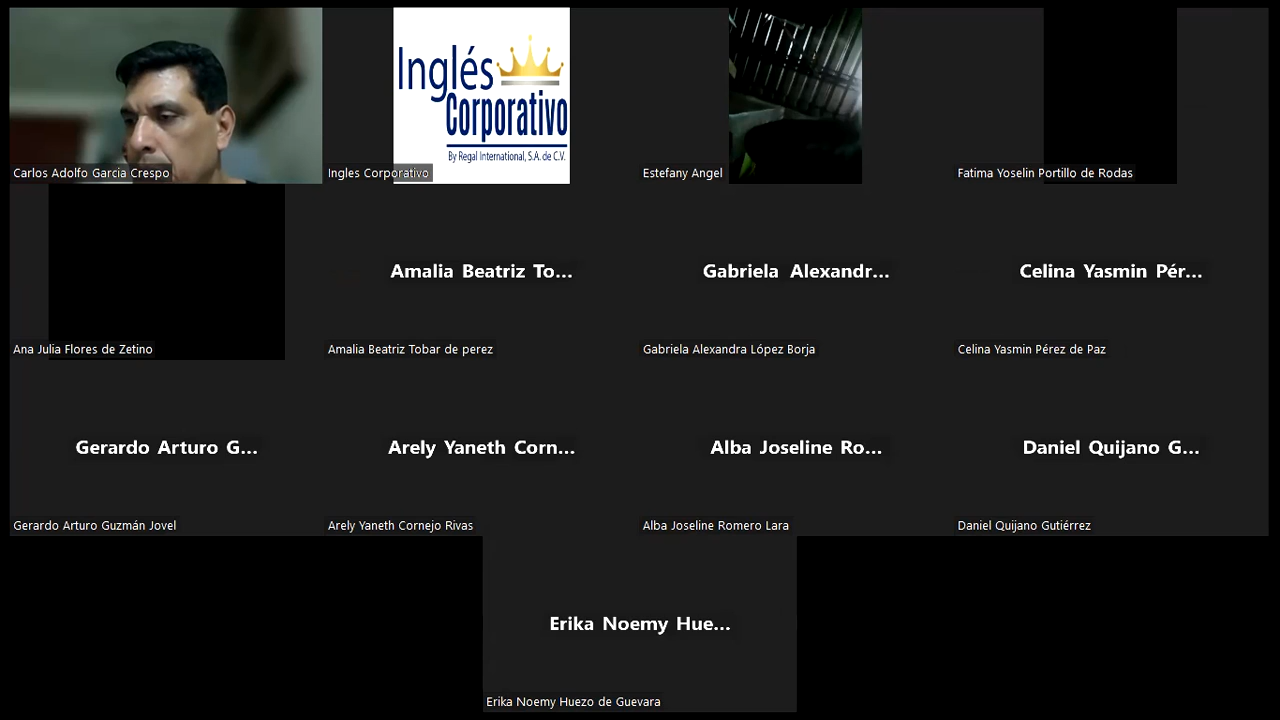 Carlos Adolfo Garcia Crespo
Inglés
Corporativo
By Regal International, S.A. de C.V.
Ingles Corporativo
Estefany Angel
Fatima Yoselin Portillo de Rodas
Ana Julia Flores de Zetino
Amalia Beatriz To...
Amalia Beatriz Tobar de perez
Gabriela Alexandr...
Gabriela Alexandra López Borja
Celina Yasmin Pér...
Celina Yasmin Pérez de Paz
Gerardo Arturo G...
Gerardo Arturo Guzmán Jovel
Arely Yaneth Corn...
Arely Yaneth Cornejo Rivas
Alba Joseline Ro...
Alba Joseline Romero Lara
Daniel Quijano G...
Daniel Quijano Gutiérrez
Erika Noemy Hue...
Erika Noemy Huezo de Guevara